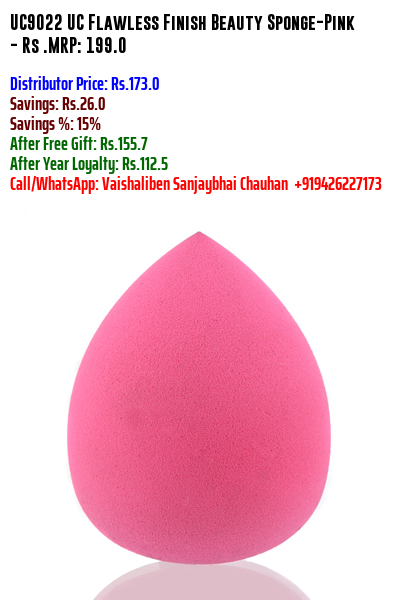 UC9022 UC Flawless Finish Beauty Sponge-Pink
- Rs .MRP: 199.0
Distributor Price: Rs.173.0
Savings: Rs.26.0
Savings %: 15%
After Free Gift: Rs.155.7
After Year Loyalty: Rs.112.5
Call/WhatsApp: Vaishaliben Sanjaybhai Chauhan +919426227173